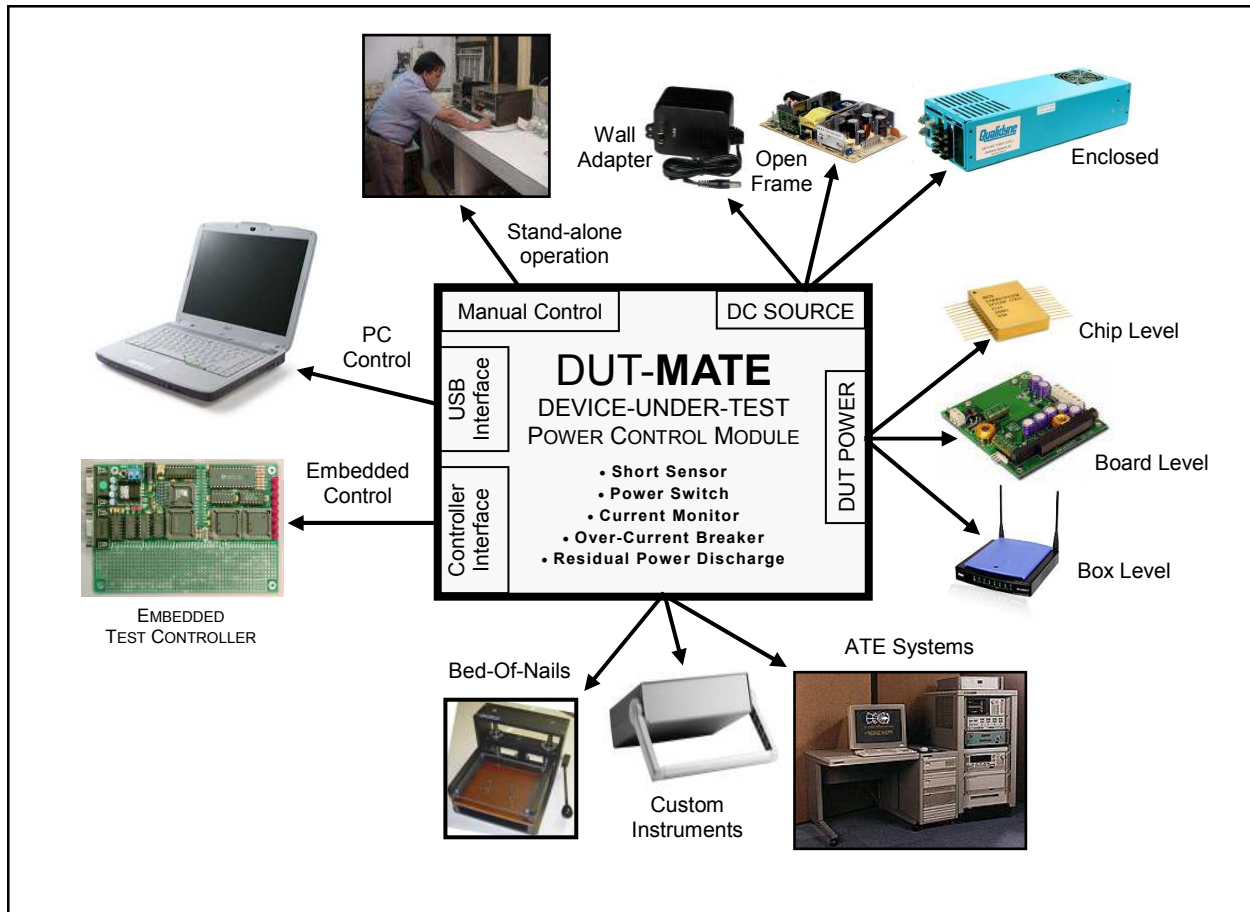 Wall
Adapter
Open
Frame
Qualidyne
Enclosed
Stand-alone
operation
Manual Control
DC SOURCE
PC
Control
USB
Interface
DUT-MATE
DEVICE-UNDER-TEST
POWER CONTROL MODULE
• Short Sensor
• Power Switch
• Current Monitor
• Over-Current Breaker
• Residual Power Discharge
DUT POWER
Chip Level
Board Level
Box Level
Embedded
Control
Controller
Interface
EMBEDDED
TEST CONTROLLER
Bed-Of-Nails
Custom
Instruments
ATE Systems